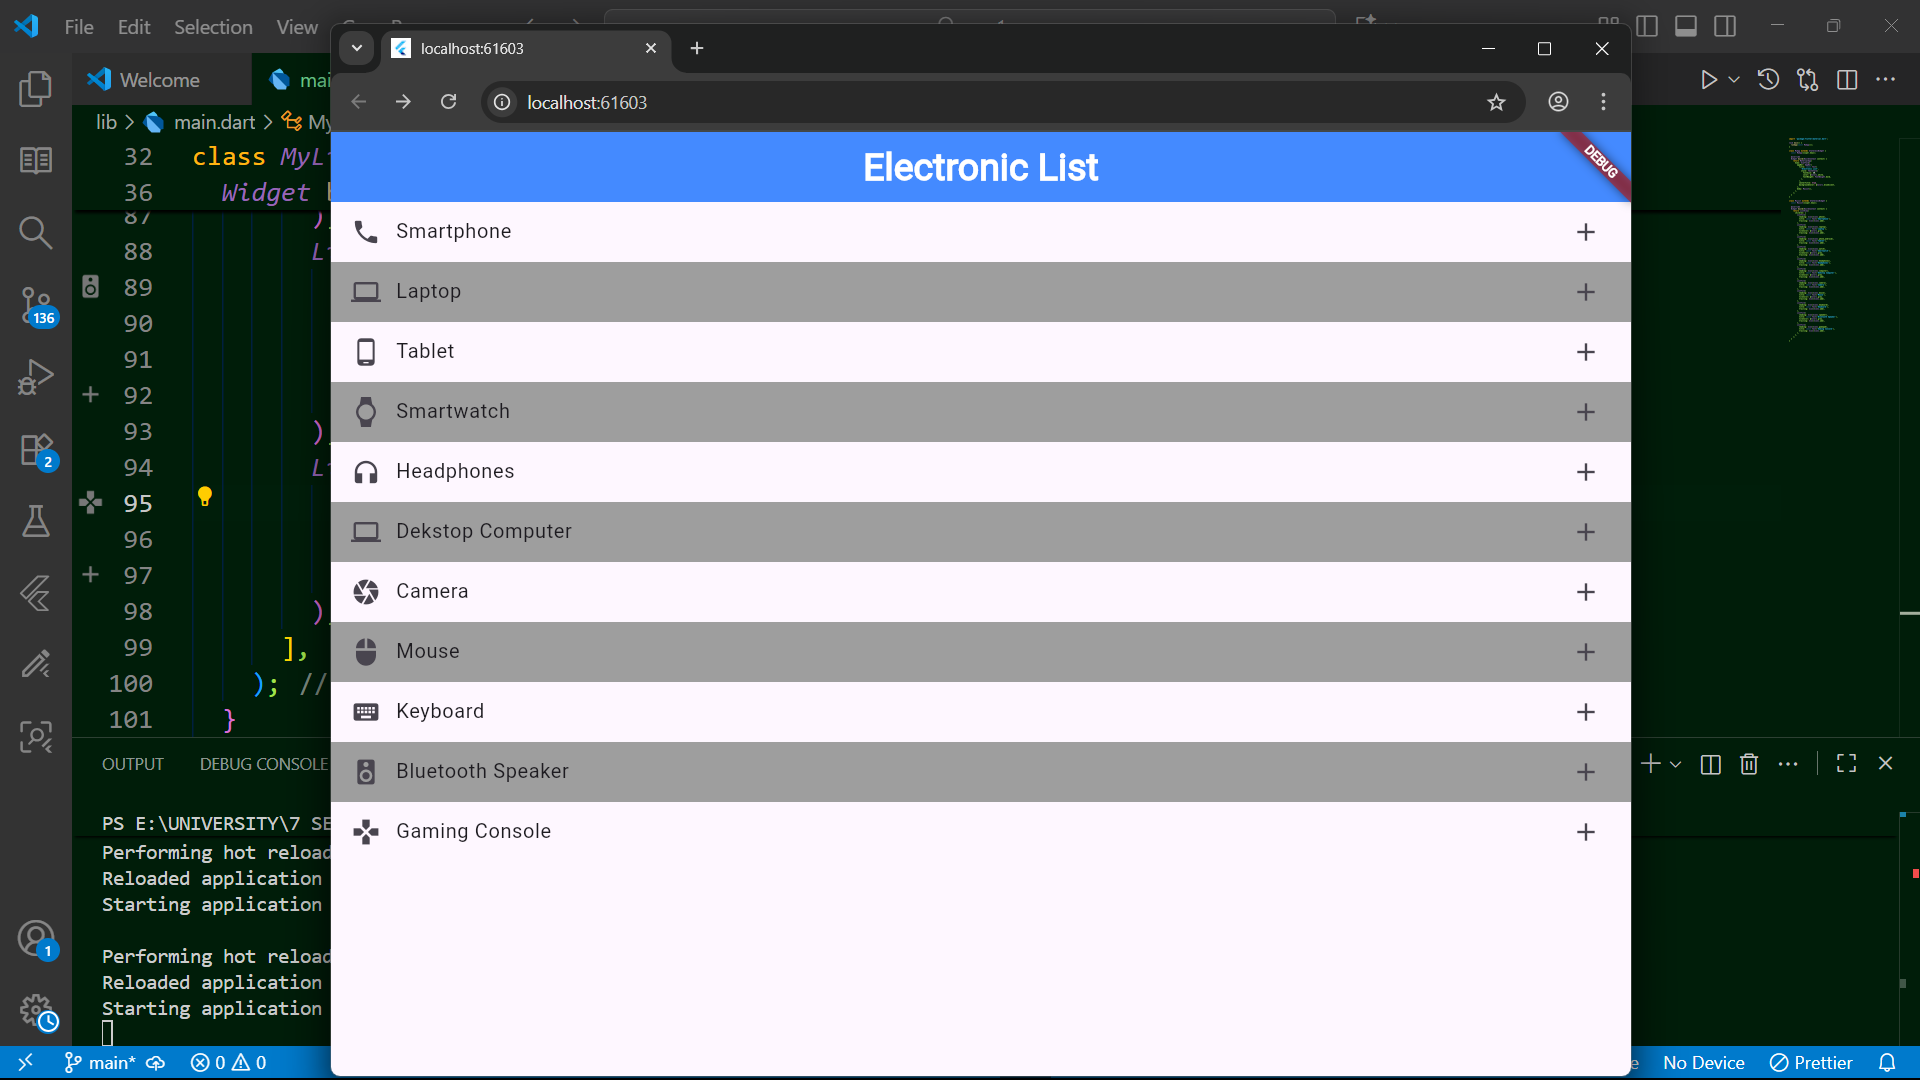 File Edit Selection View
localhost:61603
Welcome
localhost:61603
lib > main.dart >
Electronic List
DEBUG
32 class
36 Widget
87 )
88
89
90
91
92
93 )
94
95
96
97
98 )
99 ],
100 ); //
101 }
Smartphone
Laptop
Tablet
Smartwatch
Headphones
Dekstop Computer
Camera
Mouse
Keyboard
Bluetooth Speaker
Gaming Console
136
2
1
OUTPUT DEBUG CONSOLE
PS E:\UNIVERSITY\7
Performing hot reload
Reloaded application
Starting application
Performing hot reload
Reloaded application
Starting application
main* 0 0 No Device Prettier